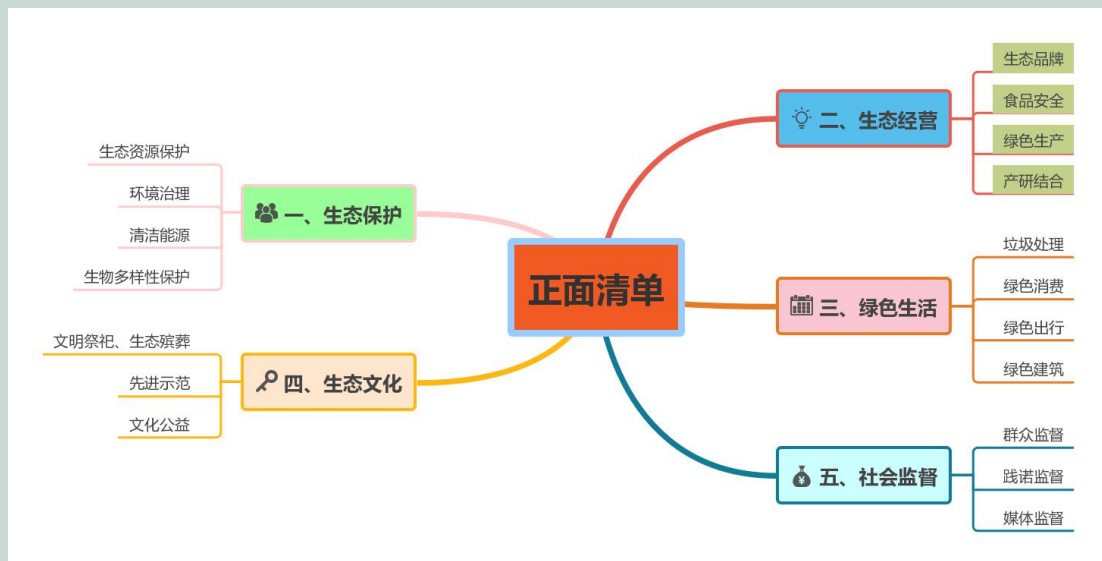 正面清单
一、生态保护
生态资源保护
环境治理
清洁能源
生物多样性保护
二、生态经营
生态品牌
食品安全
绿色生产
产研结合
三、绿色生活
垃圾处理
绿色消费
绿色出行
绿色建筑
四、生态文化
文明祭祀、生态殡葬
先进示范
文化公益
五、社会监督
群众监督
践诺监督
媒体监督